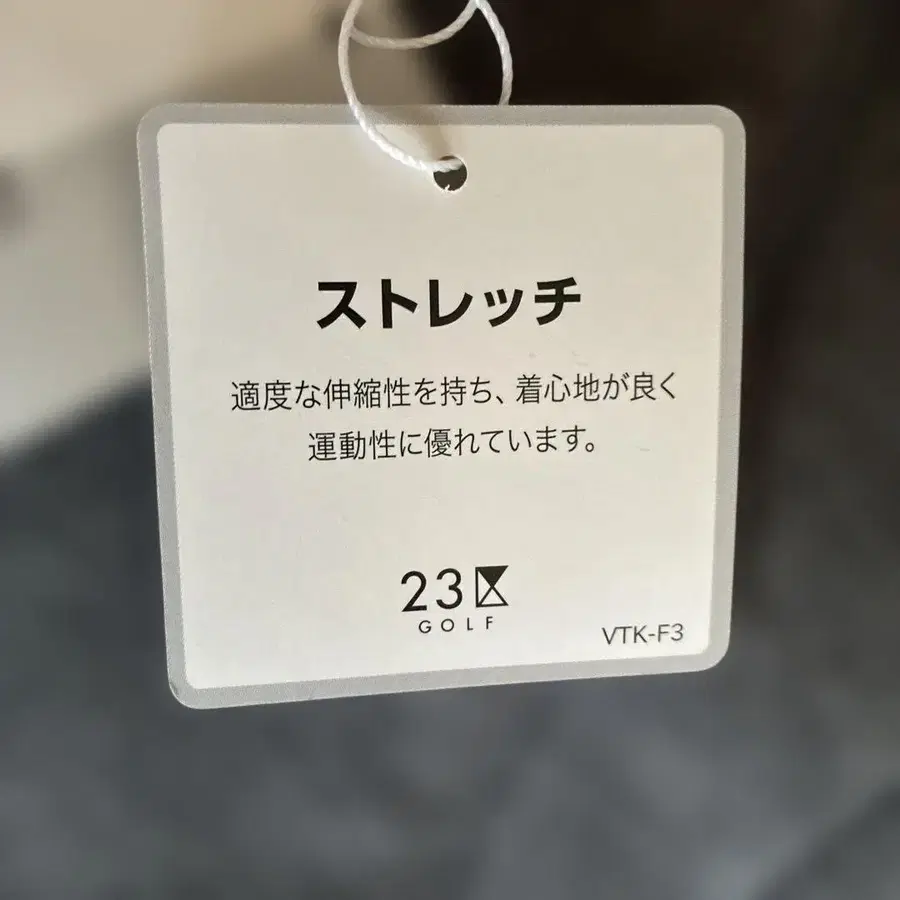 ストレッチ
適度な伸縮性を持ち、着心地が良く
運動性に優れています。
23区
GOLF
VTK-F3